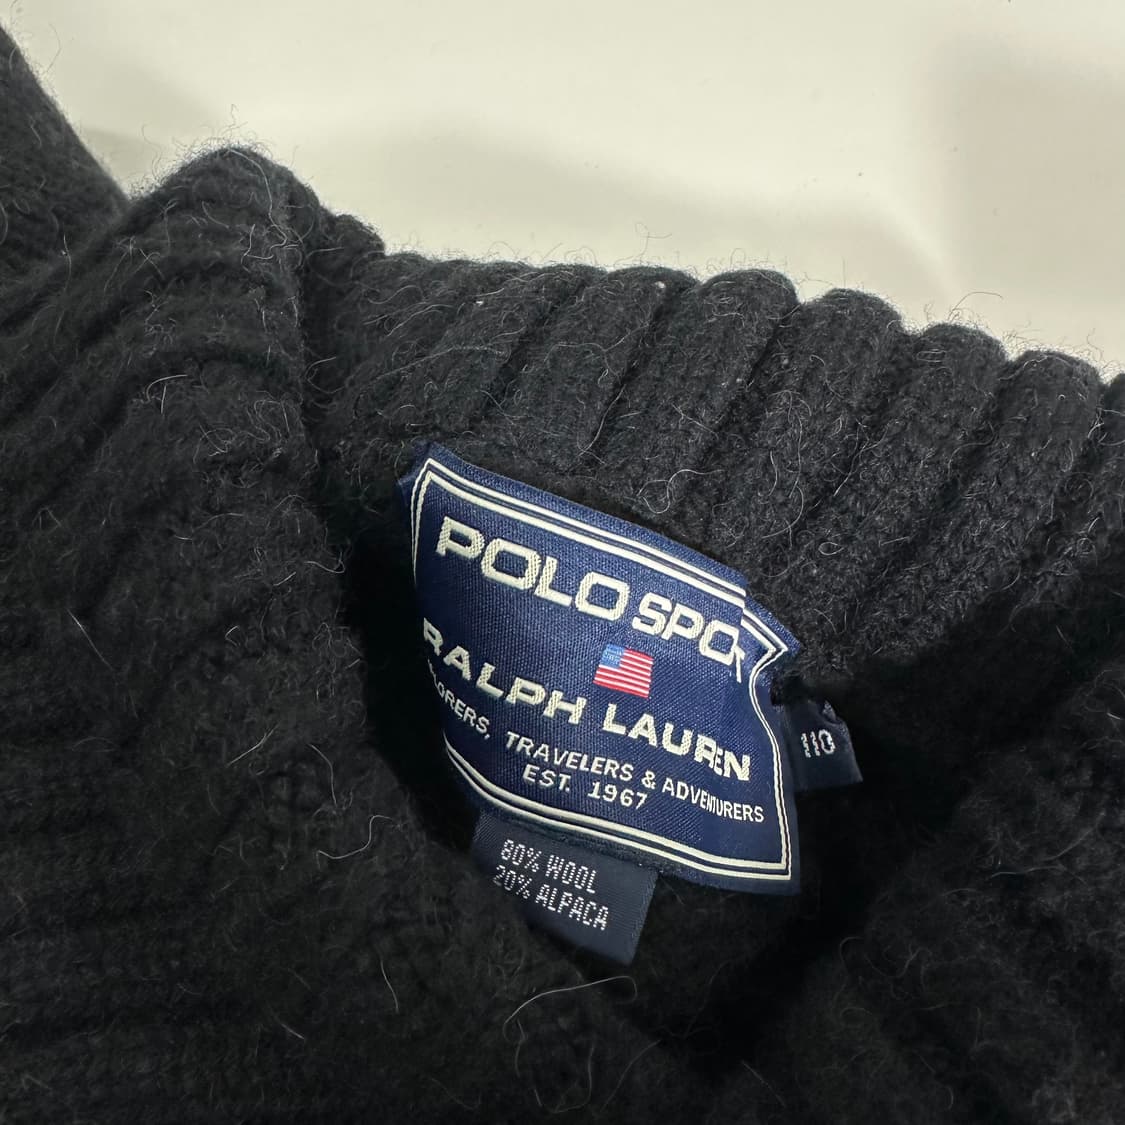 POLO SPO
RALPH LAUREN
LORERS, TRAVELERS & ADVENTURERS
EST. 1967
110
80% WOOL
20% ALPACA